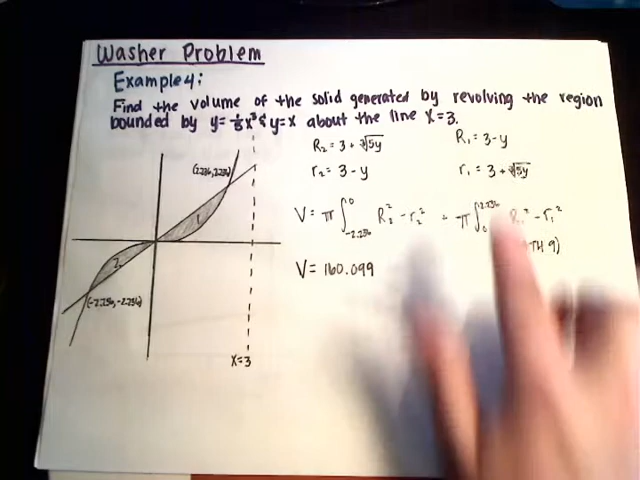 Washer Problem
Example 4:
Find the volume of the solid generated by revolving the region
bounded by y = 1/5x³ & y = x about the line x = 3.
R₂ = 3 + ∛5y
R₁ = 3 - y
r₂ = 3 - y
r₁ = 3 + ∛5y
(2.236, 2.236)
V = π ∫ -2.236 0 R₂² - r₂² + π ∫ 0 2.236 R₁² - r₁²
V = 160.099
1
2
(-2.236, -2.236)
x = 3